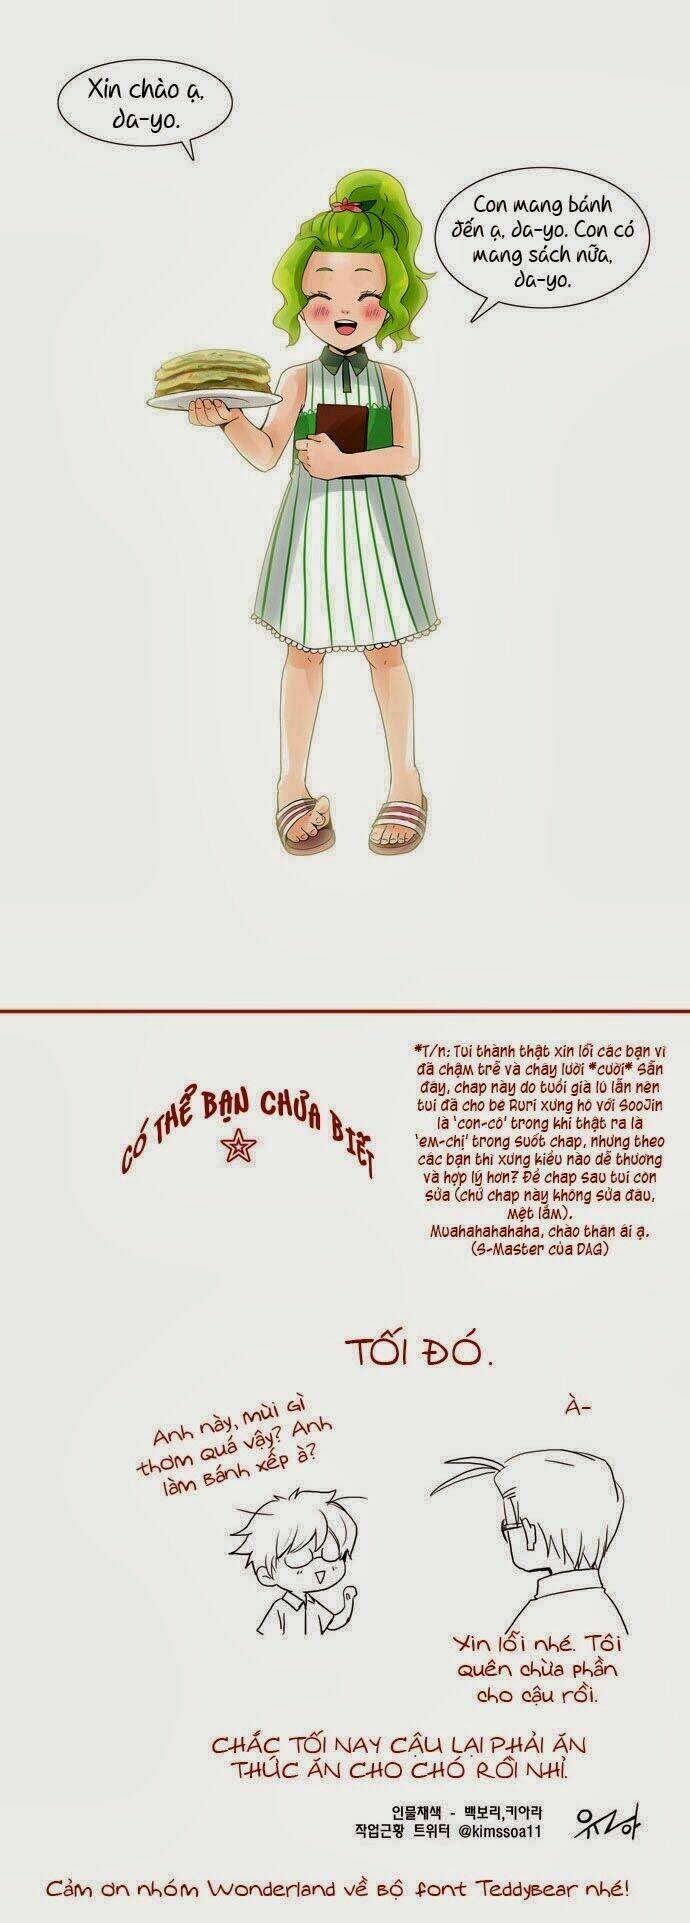 Xin chào ạ,
da-yo.
Con mang bánh
đến ạ, da-yo. Con có
mang sách nữa,
da-yo.
CÓ THỂ BẠN CHƯA BIẾT
*T/n: Tui thành thật xin lỗi các bạn vì
đã chậm trễ và chây lười *cười* Sẵn
đây, chap này do tuổi già lú lẫn nên
tui đã cho bé Ruri xưng hô với SooJin
là 'con-cô' trong khi thật ra là
'em-chị' trong suốt chap, nhưng theo
các bạn thì xưng kiểu nào dễ thương
và hợp lý hơn? Để chap sau tui còn
sửa (chứ chap này không sửa đâu,
mệt lắm).
Muahahahahaha, chào thân ái ạ.
(S-Master của DAG)
TỐI ĐÓ.
Anh này, mùi gì
thơm quá vậy? Anh
làm bánh xếp à?
À-
Xin lỗi nhé. Tôi
quên chừa phần
cho cậu rồi.
CHẮC TỐI NAY CẬU LẠI PHẢI ĂN
THỨC ĂN CHO CHÓ RỒI NHỈ.
인물채색 - 백보리,키아라
작업근황 트위터 @kimssoa11
Cảm ơn nhóm Wonderland về bộ font TeddyBear nhé!